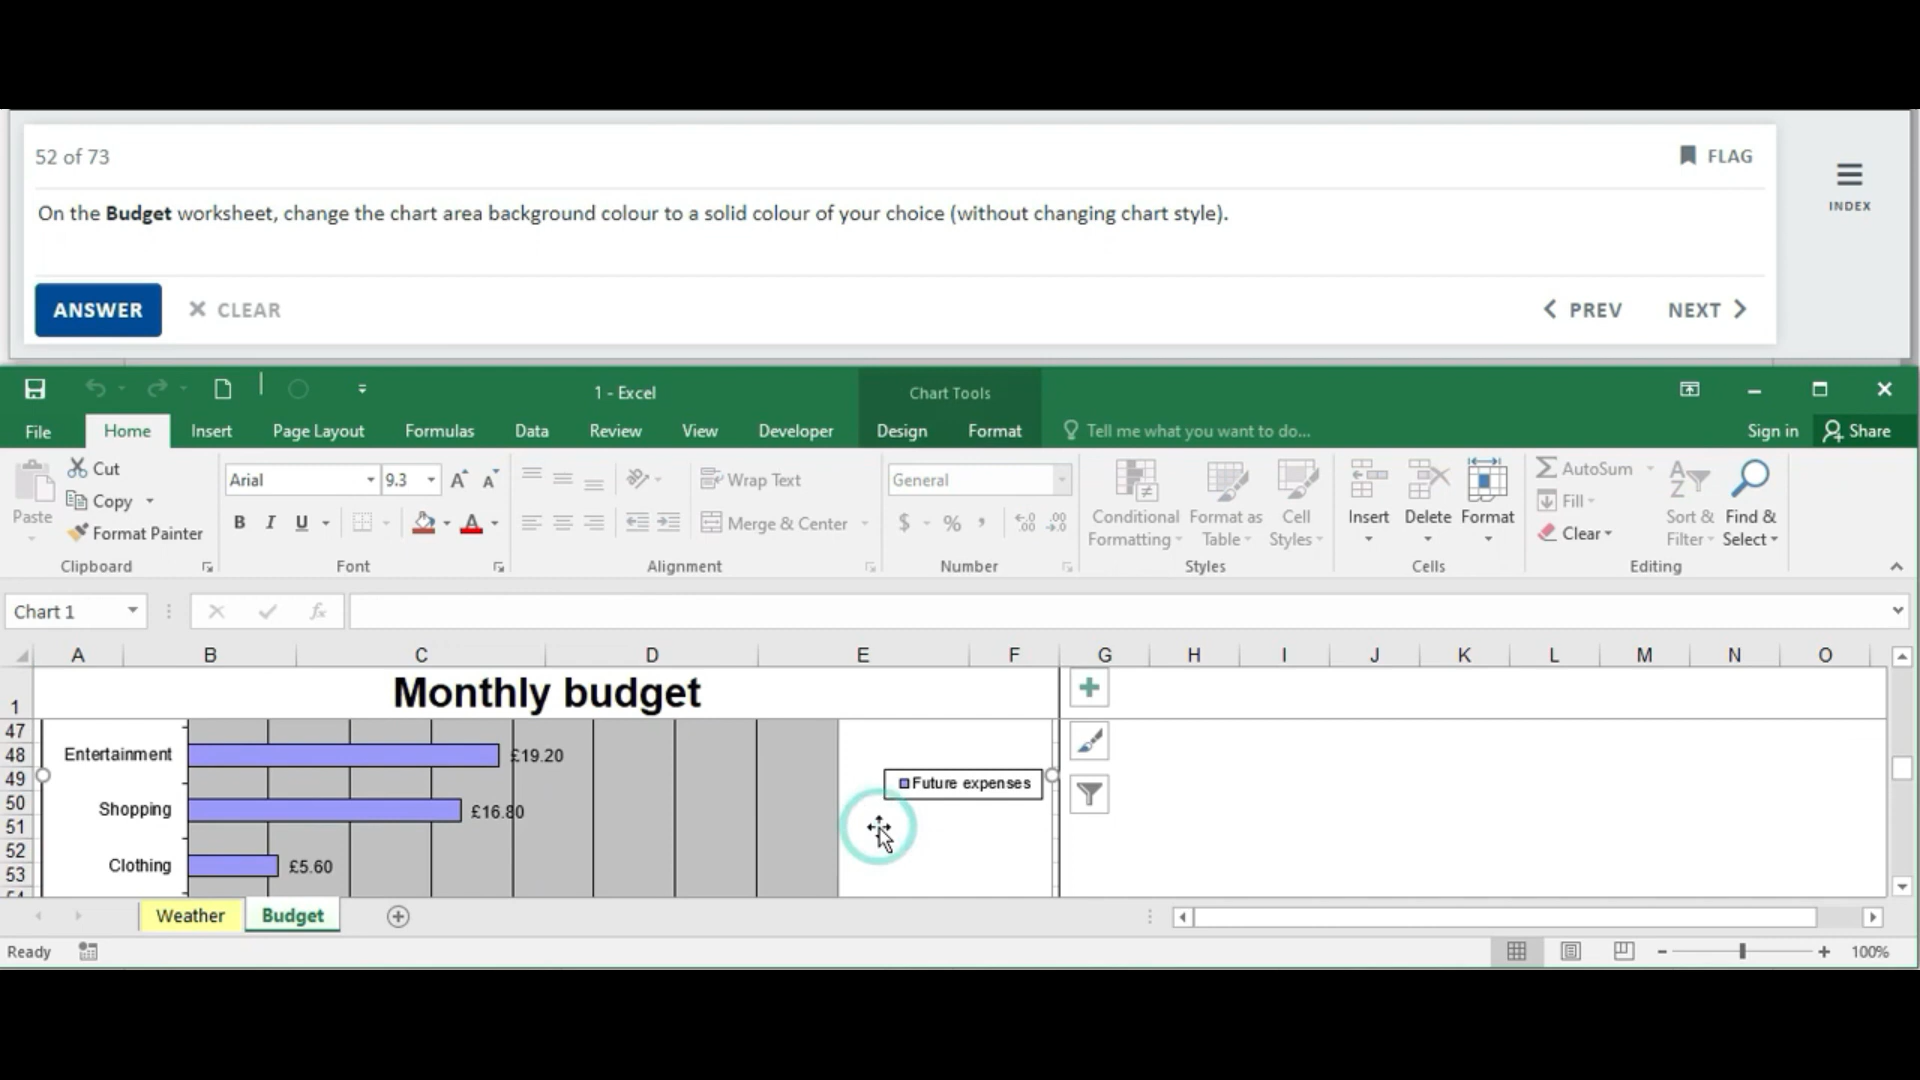 52 of 73
FLAG
INDEX
On the Budget worksheet, change the chart area background colour to a solid colour of your choice (without changing chart style).
ANSWER
CLEAR
PREV
NEXT
1 - Excel
Chart Tools
File
Home
Insert
Page Layout
Formulas
Data
Review
View
Developer
Design
Format
Tell me what you want to do...
Sign in
Share
Paste
Cut
Copy
Format Painter
Clipboard
Arial
9.3
B I U
Font
Wrap Text
Merge & Center
Alignment
General
$ % ,
Number
Conditional Formatting
Format as Table
Cell Styles
Styles
Insert
Delete
Format
Cells
AutoSum
Fill
Clear
Sort & Filter
Find & Select
Editing
Chart 1
fx
A B C D E F G H I J K L M N O
1
Monthly budget
47
48
49
50
51
52
53
Entertainment
£19.20
Future expenses
Shopping
£16.80
Clothing
£5.60
Weather
Budget
Ready
100%